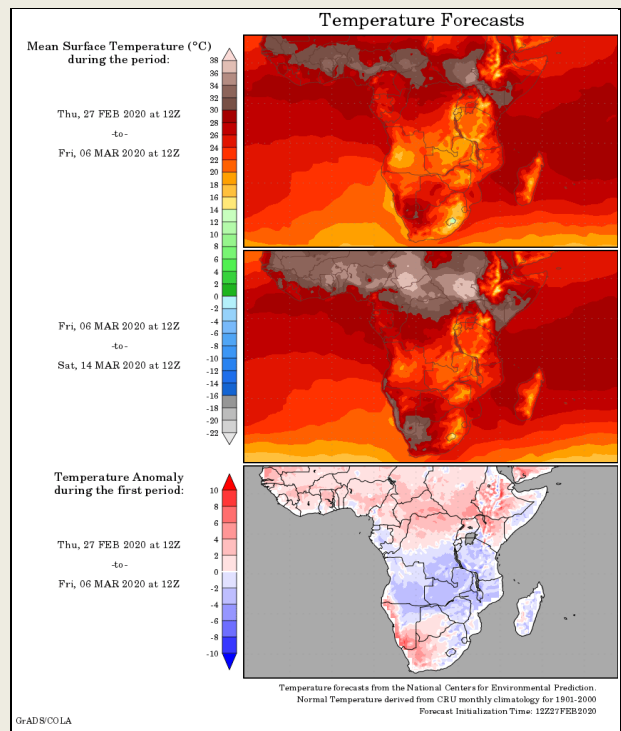 Temperature Forecasts
Mean Surface Temperature (°C)
during the period:
Thu, 27 FEB 2020 at 12Z
-to-
Fri, 06 MAR 2020 at 12Z
38
36
34
32
30
28
26
24
22
20
18
16
14
12
10
8
6
4
2
0
-2
-4
-6
-8
-10
-12
-14
-16
-18
-20
-22
Fri, 06 MAR 2020 at 12Z
-to-
Sat, 14 MAR 2020 at 12Z
Temperature Anomaly
during the first period:
Thu, 27 FEB 2020 at 12Z
-to-
Fri, 06 MAR 2020 at 12Z
10
8
6
4
2
0
-2
-4
-6
-8
-10
Temperature forecasts from the National Centers for Environmental Prediction.
Normal Temperature derived from CRU monthly climatology for 1901-2000
Forecast Initialization Time: 12Z27FEB2020
GrADS/COLA